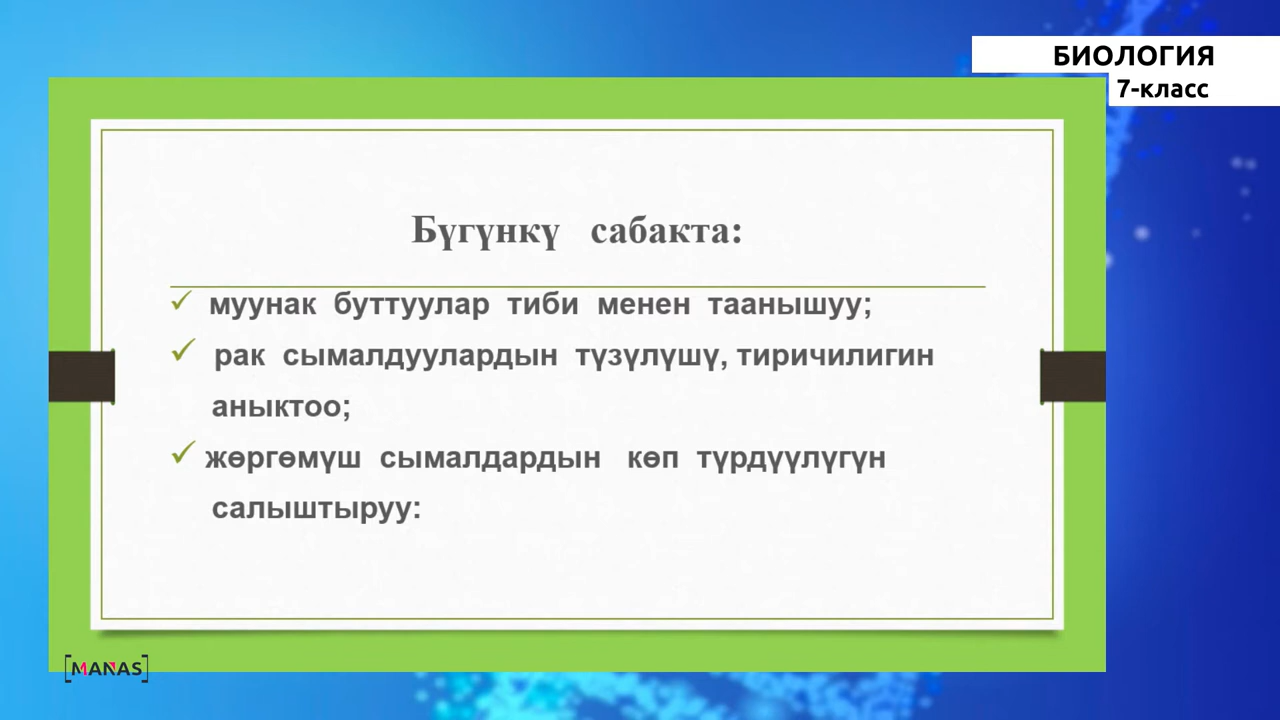 БИОЛОГИЯ
7-класс
Бүгүнкү сабакта:
✓ муунак буттуулар тиби менен таанышуу;
✓ рак сымалдуулардын түзүлүшү, тиричилигин
аныктоо;
✓ жөргөмүш сымалдардын көп түрдүүлүгүн
салыштыруу:
[MANAS]